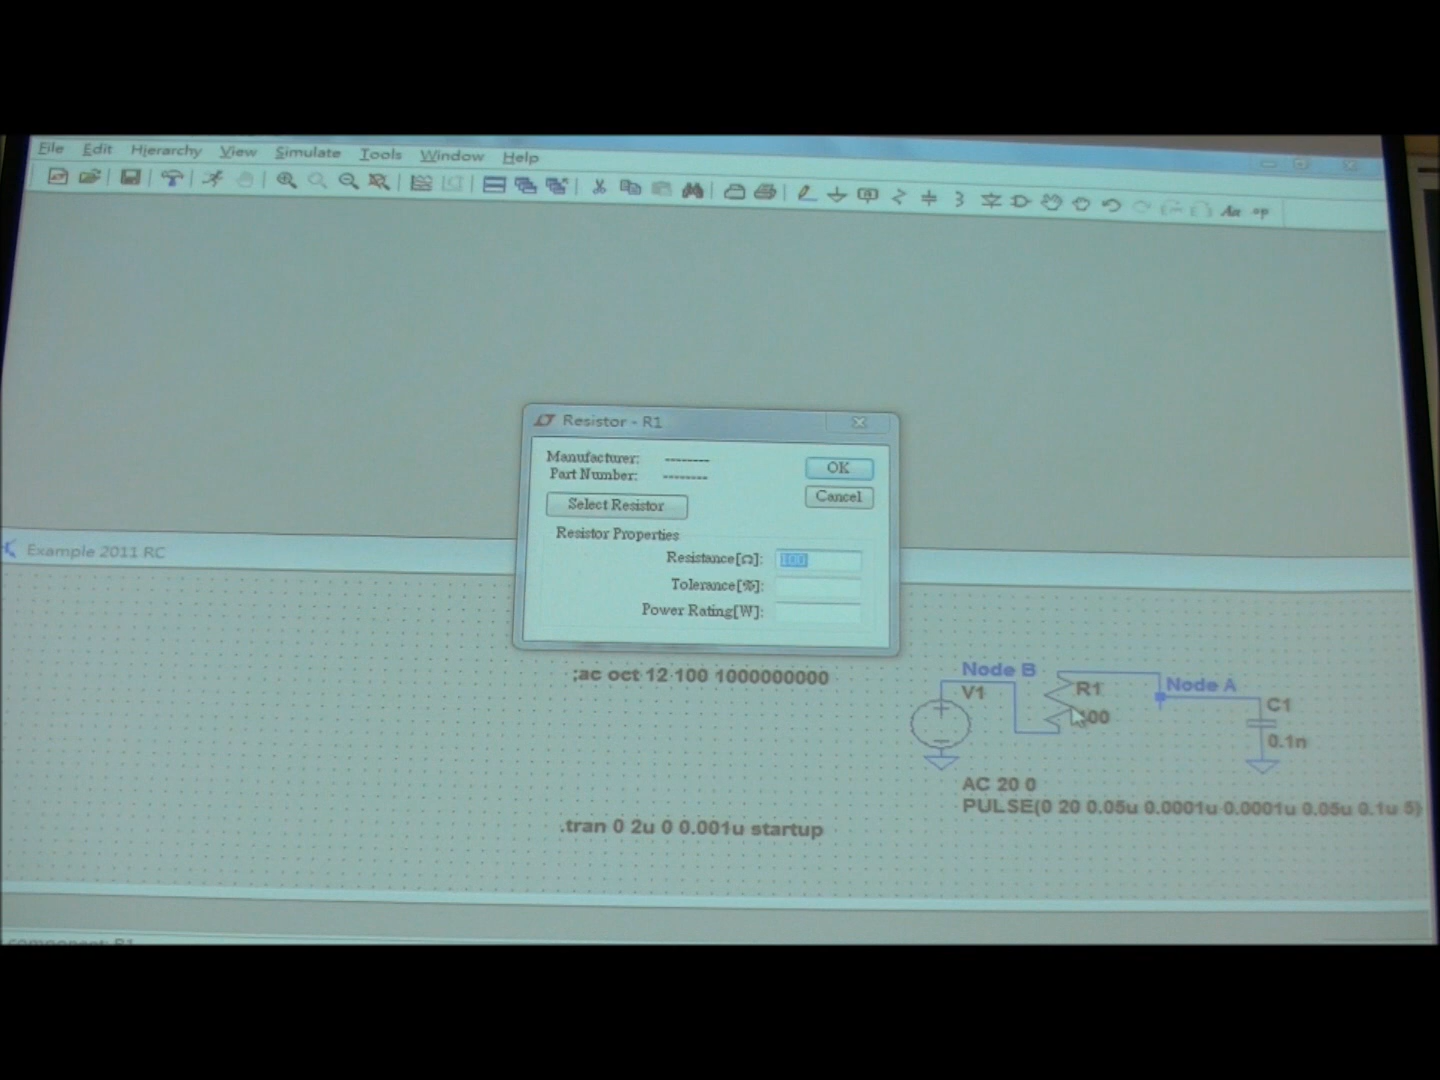 File Edit Hierarchy View Simulate Tools Window Help
Aa .op
Resistor - R1
Manufacturer: --------
Part Number: --------
OK
Cancel
Select Resistor
Resistor Properties
Resistance[Ω]: 100
Tolerance[%]:
Power Rating[W]:
Example 2011 RC
;ac oct 12 100 1000000000
Node B
V1
R1
Node A
C1
0.1n
AC 20 0
PULSE(0 20 0.05u 0.0001u 0.0001u 0.05u 0.1u 5)
.tran 0 2u 0 0.001u startup